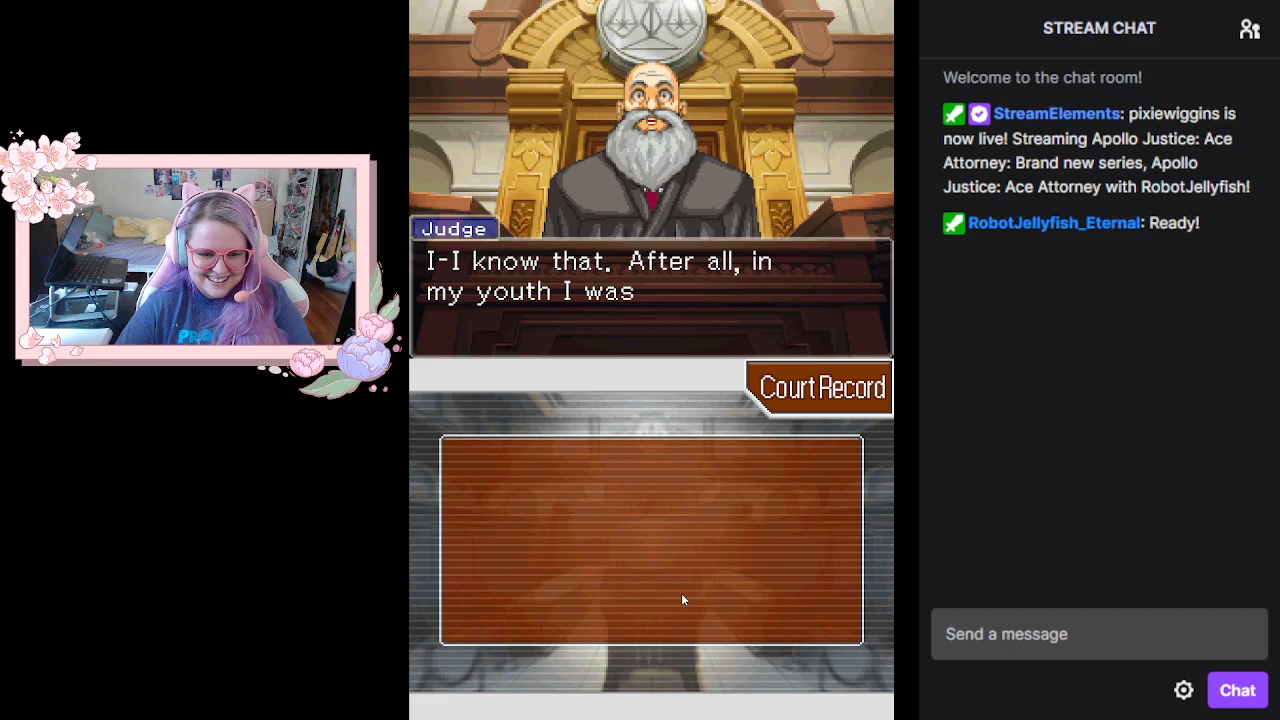 Judge
I-I know that. After all, in
my youth I was
Court Record
STREAM CHAT
Welcome to the chat room!
StreamElements: pixiewiggins is
now live! Streaming Apollo Justice: Ace
Attorney: Brand new series, Apollo
Justice: Ace Attorney with RobotJellyfish!
RobotJellyfish_Eternal: Ready!
Send a message
Chat